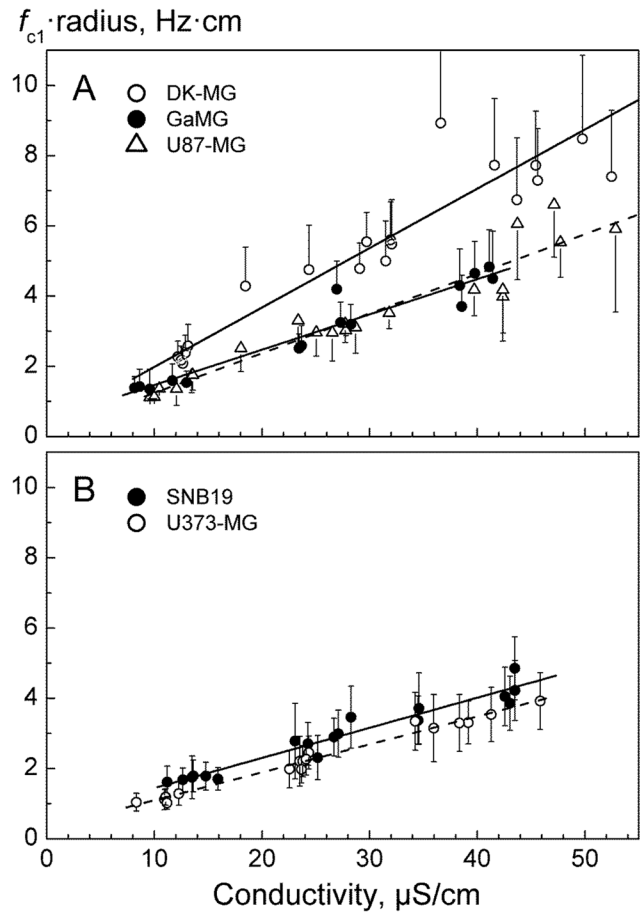 f c1·radius, Hz·cm
A
DK-MG
GaMG
U87-MG
10
8
6
4
2
0
B
SNB19
U373-MG
10
8
6
4
2
0
0 10 20 30 40 50
Conductivity, µS/cm